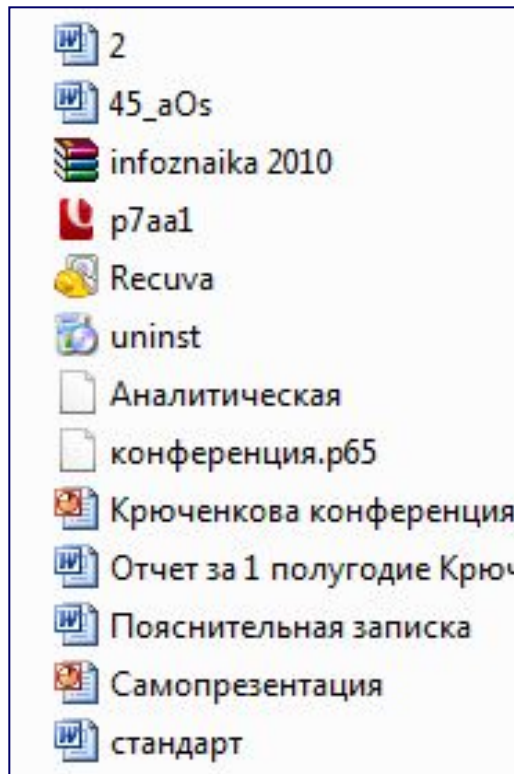 2
45_aOs
infoznaika 2010
p7aa1
Recuva
uninst
Аналитическая
конференция.p65
Крюченкова конференция
Отчет за 1 полугодие Крюч
Пояснительная записка
Самопрезентация
стандарт